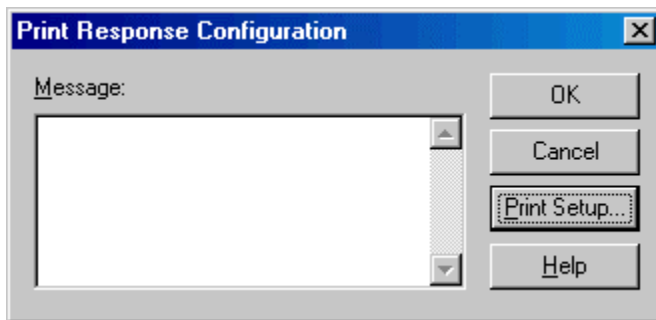 Print Response Configuration
Message:
OK
Cancel
Print Setup...
Help